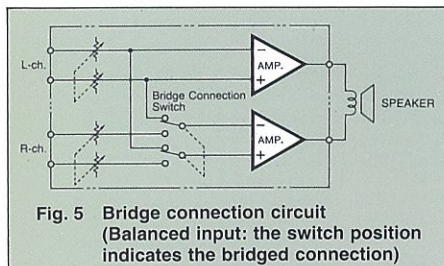 L-ch.
AMP.
Bridge Connection
Switch
SPEAKER
R-ch.
AMP.
Fig. 5 Bridge connection circuit
(Balanced input: the switch position
indicates the bridged connection)